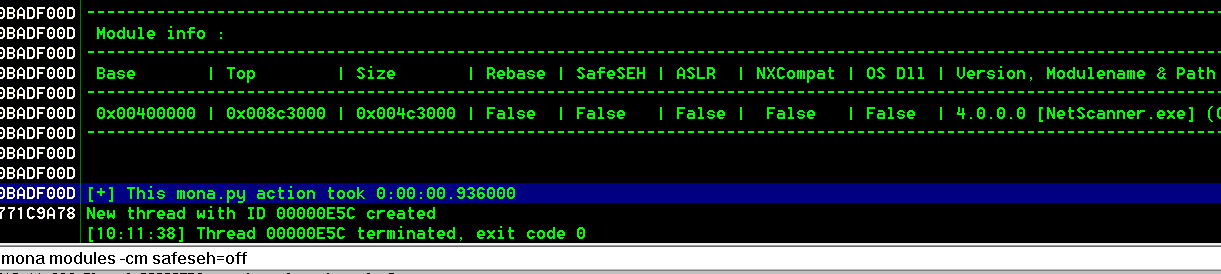 0BADF00D
0BADF00D Module info :
0BADF00D ----------------------------------------------------------------
0BADF00D Base | Top | Size | Rebase | SafeSEH | ASLR | NXCompat | OS Dll | Version, Modulename & Path
0BADF00D ----------------------------------------------------------------
0BADF00D 0x00400000 | 0x008c3000 | 0x004c3000 | False | False | False | False | False | 4.0.0.0 [NetScanner.exe] (
0BADF00D ----------------------------------------------------------------
0BADF00D
0BADF00D
0BADF00D [+] This mona.py action took 0:00:00.936000
771C9A78 New thread with ID 00000E5C created
[10:11:38] Thread 00000E5C terminated, exit code 0
mona modules -cm safeseh=off